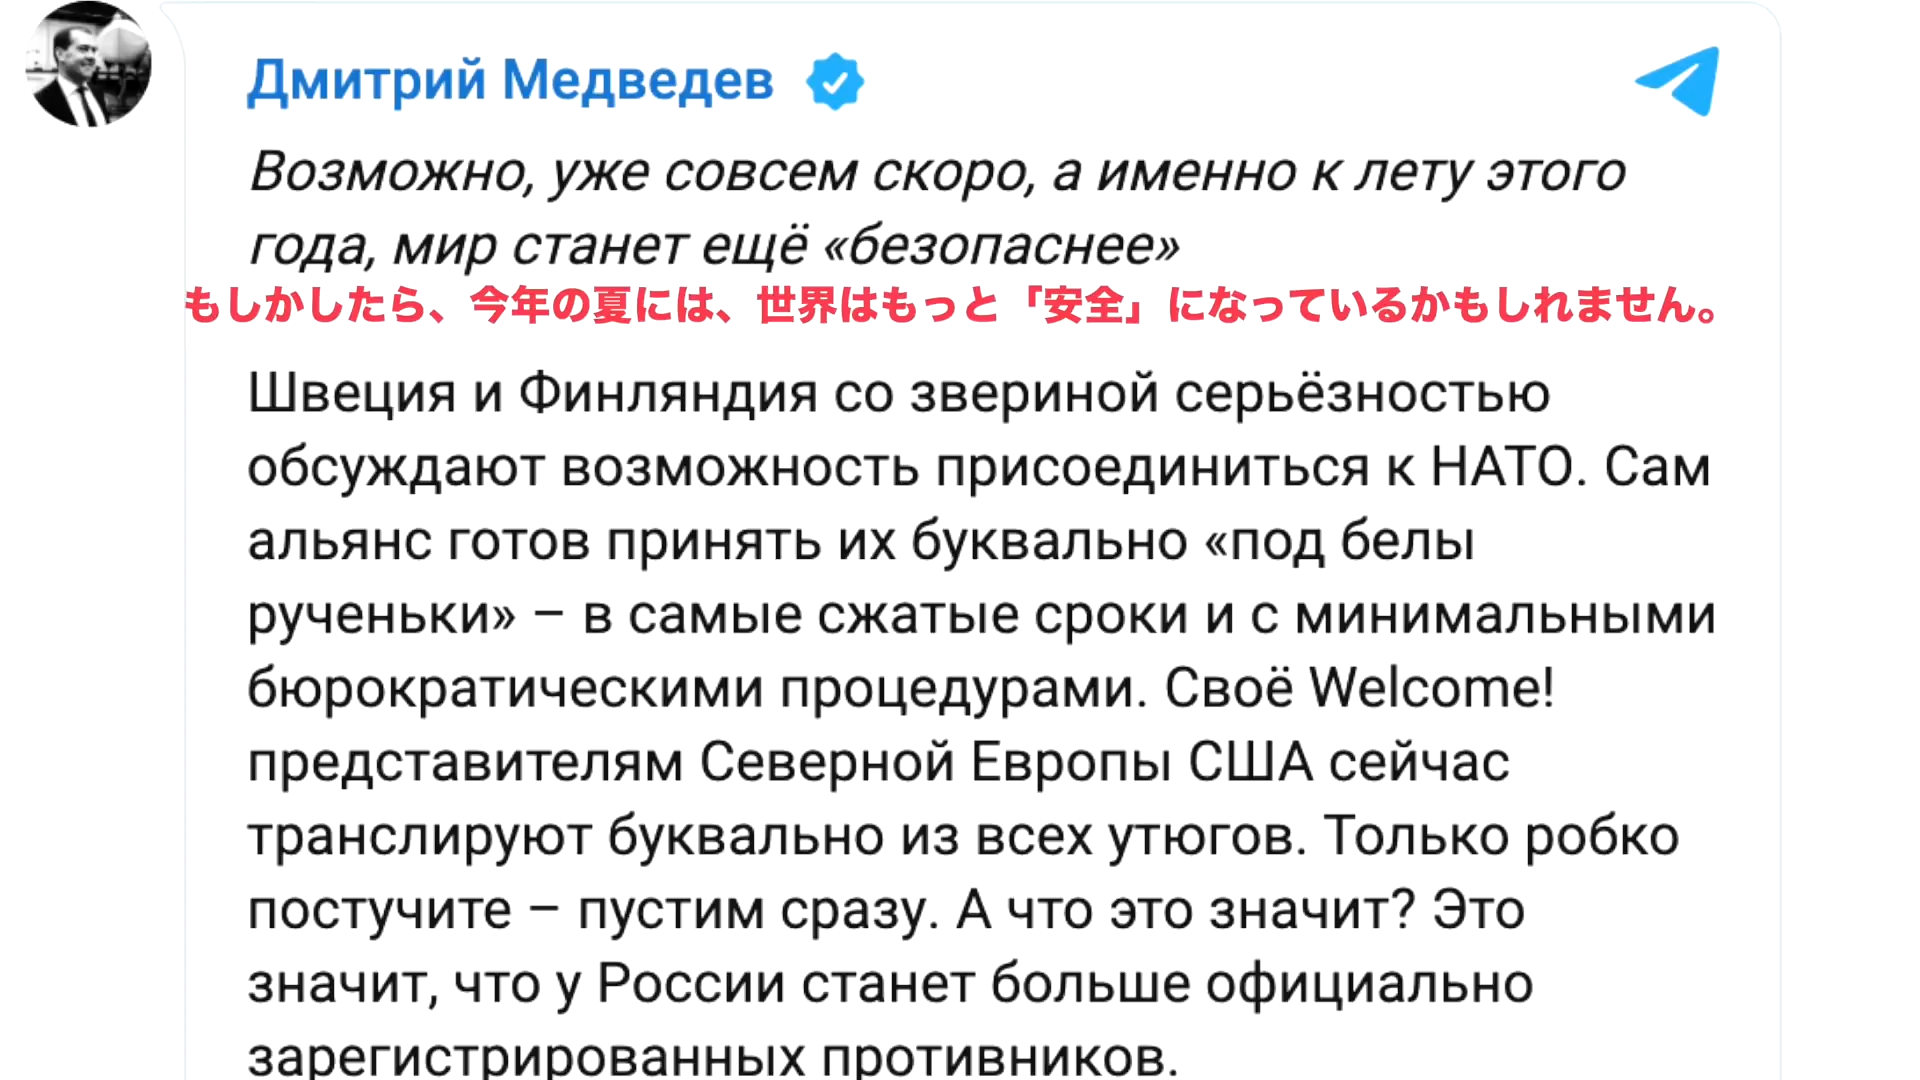 Дмитрий Медведев
Возможно, уже совсем скоро, а именно к лету этого
года, мир станет ещё «безопаснее»
もしかしたら、今年の夏には、世界はもっと「安全」になっているかもしれません。
Швеция и Финляндия со звериной серьёзностью
обсуждают возможность присоединиться к НАТО. Сам
альянс готов принять их буквально «под белы
рученьки» – в самые сжатые сроки и с минимальными
бюрократическими процедурами. Своё Welcome!
представителям Северной Европы США сейчас
транслируют буквально из всех утюгов. Только робко
постучите – пустим сразу. А что это значит? Это
значит, что у России станет больше официально
зарегистрированных противников.